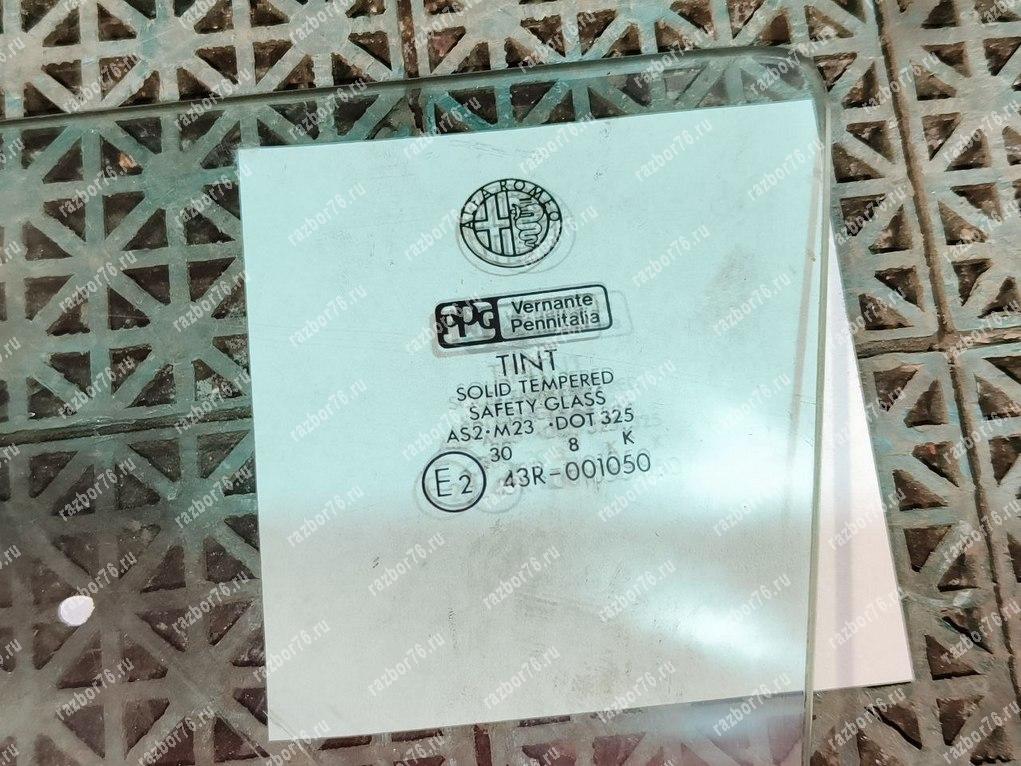 ALFA ROMEO
PPG Vernante
Pennitalia
TINT
SOLID TEMPERED
SAFETY GLASS
AS2·M23 ·DOT 325
30 8 K
E2 43R-001050
razbor76.ru